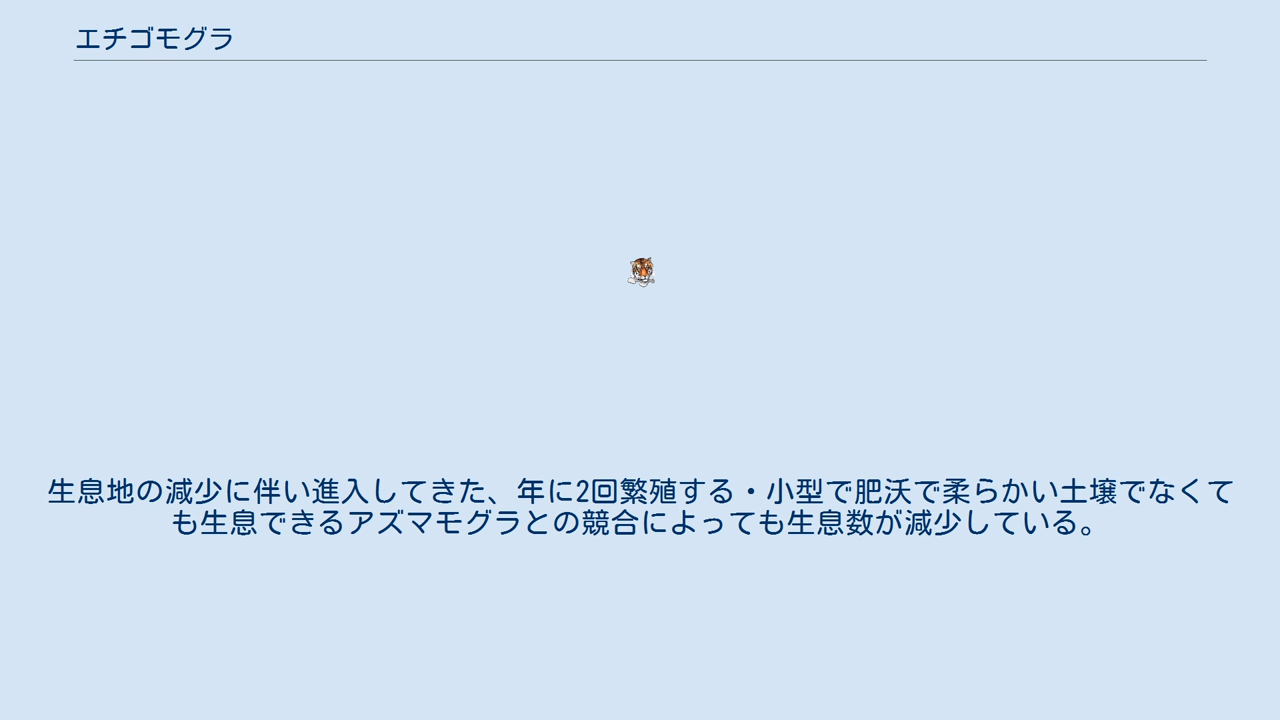 エチゴモグラ
生息地の減少に伴い進入してきた、年に2回繁殖する・小型で肥沃で柔らかい土壌でなくて
も生息できるアズマモグラとの競合によっても生息数が減少している。